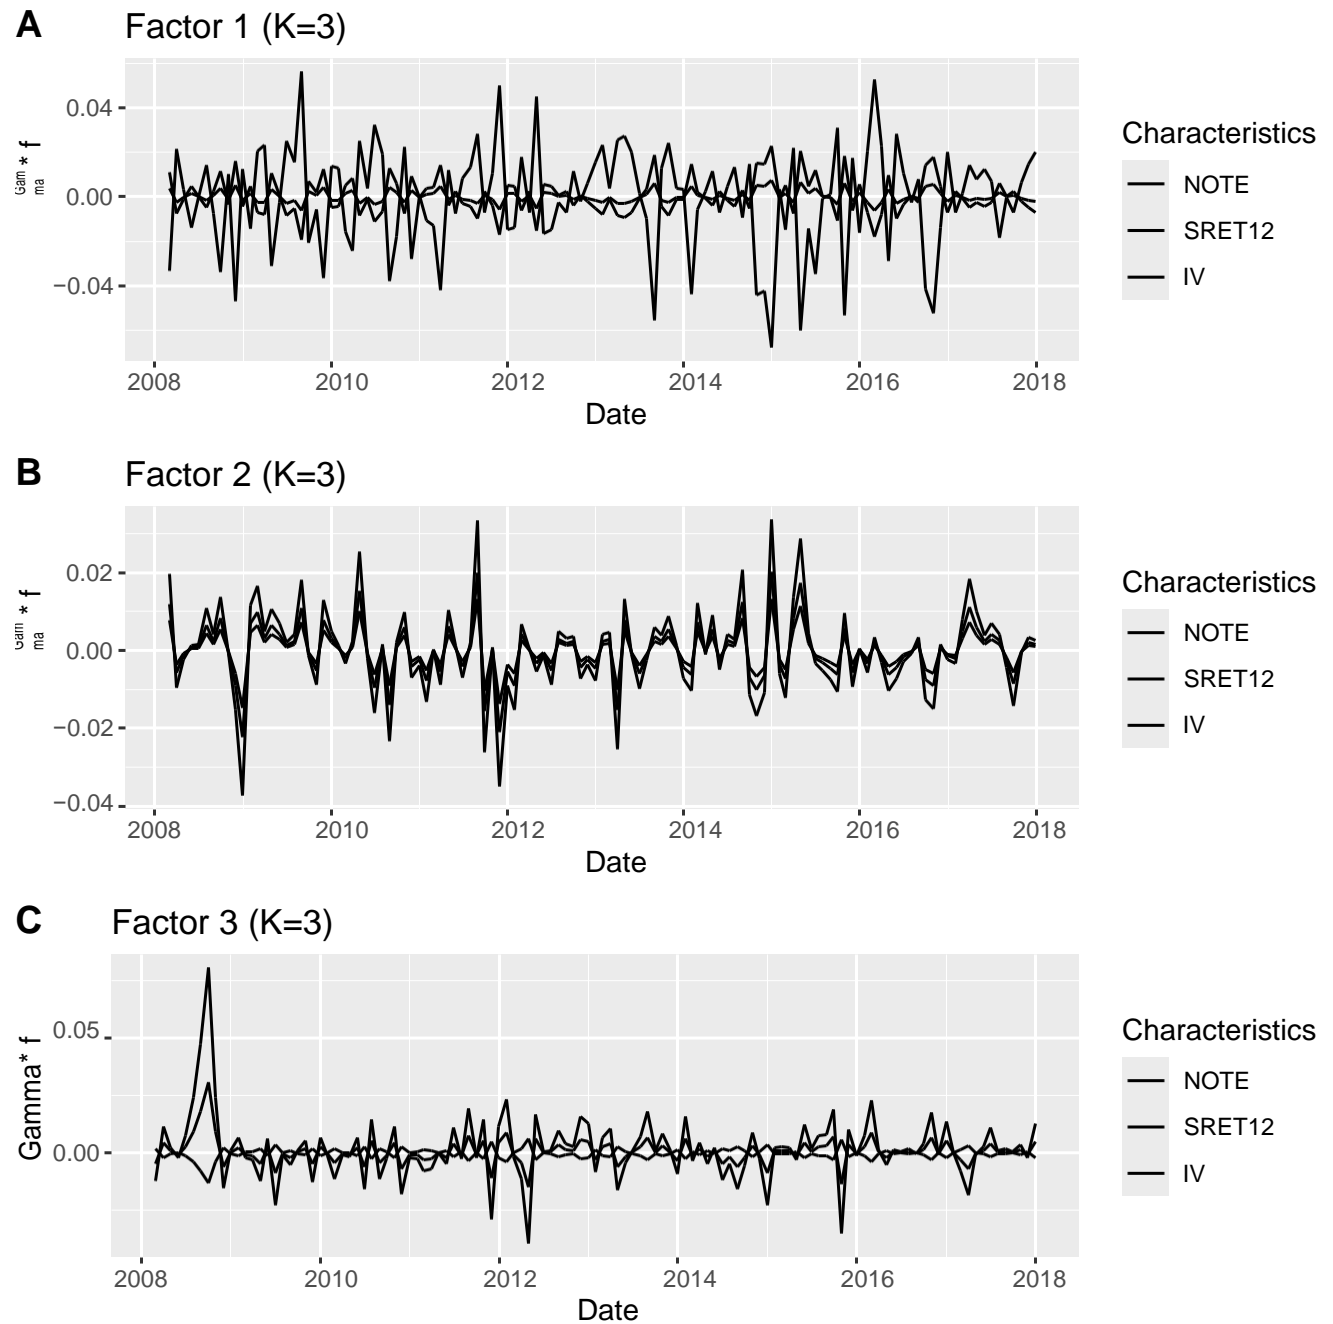 A
Factor 1 (K=3)
0.04
0.00
−0.04
Gam
ma * f
2008 2010 2012 2014 2016 2018
Date
Characteristics
NOTE
SRET12
IV
B
Factor 2 (K=3)
0.02
0.00
−0.02
−0.04
Gam
ma * f
2008 2010 2012 2014 2016 2018
Date
Characteristics
NOTE
SRET12
IV
C
Factor 3 (K=3)
0.05
0.00
Gamma* f
2008 2010 2012 2014 2016 2018
Date
Characteristics
NOTE
SRET12
IV